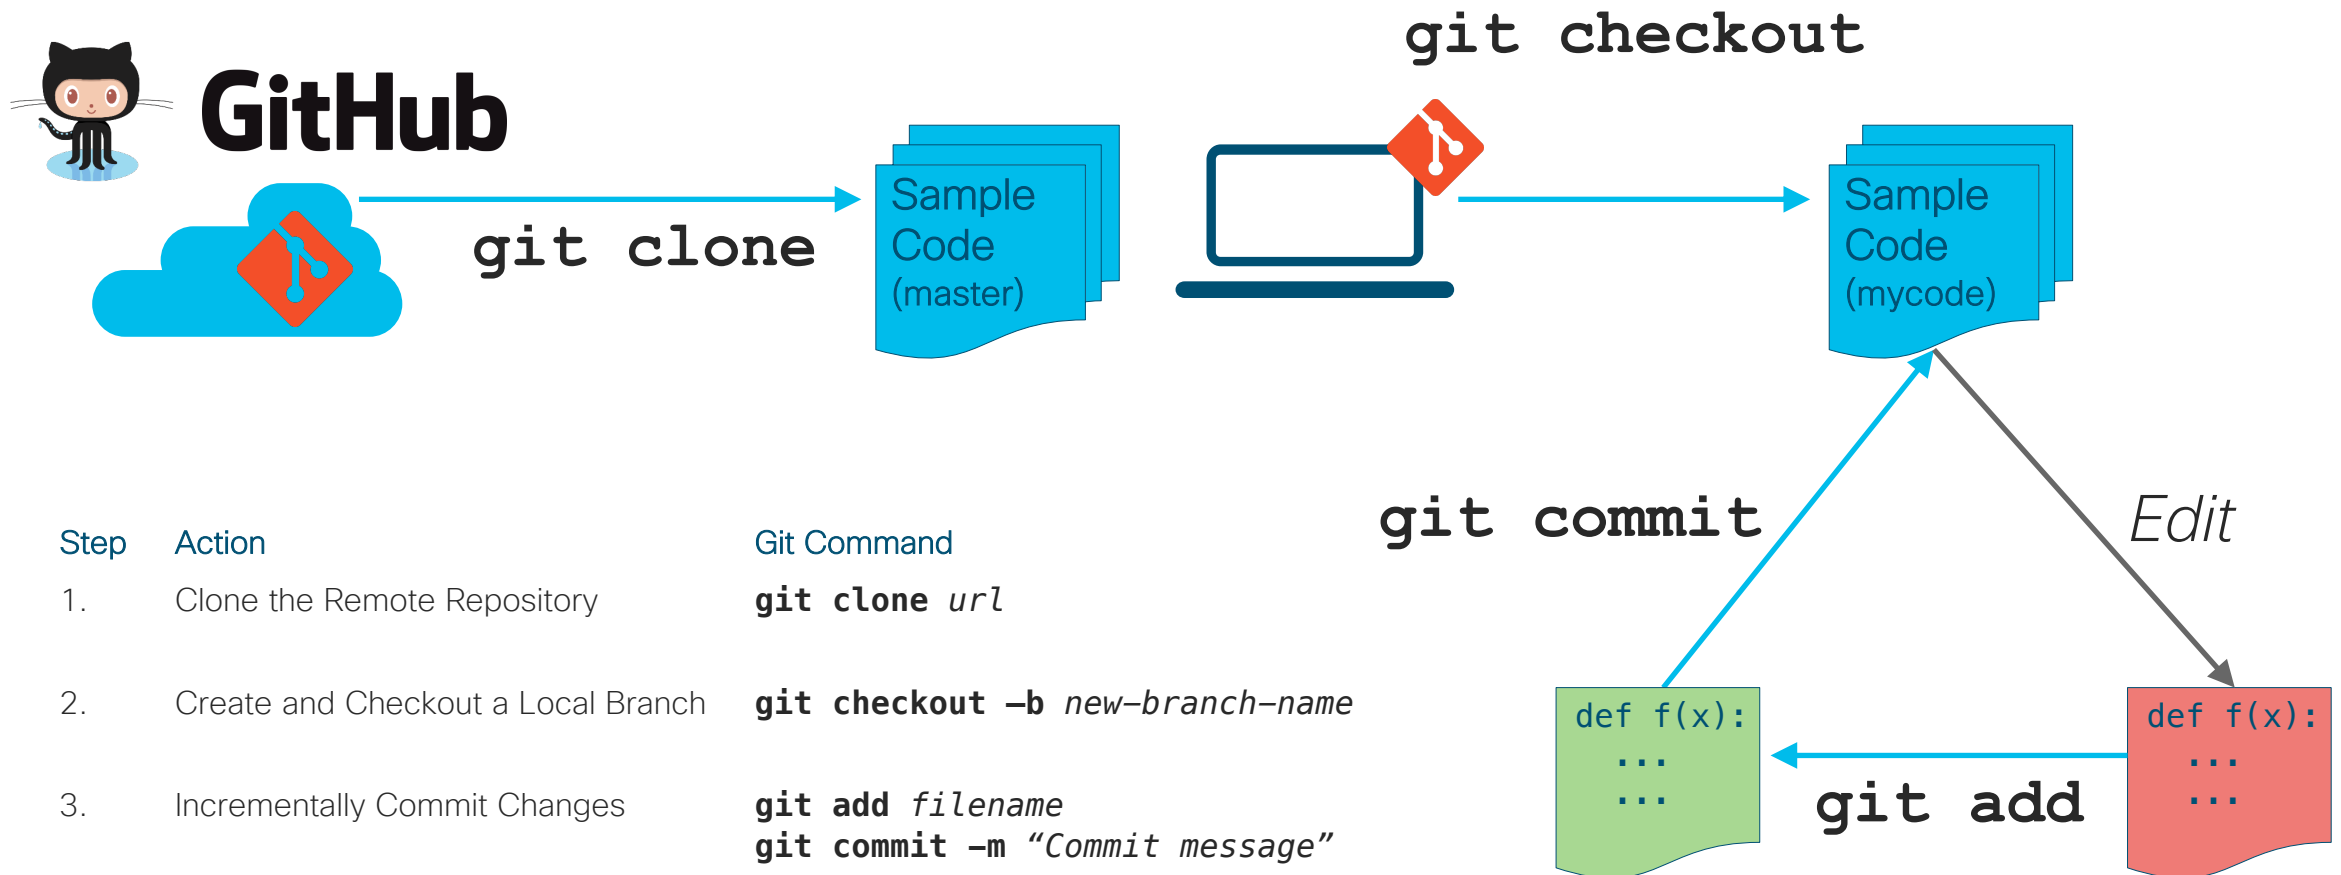 git checkout
GitHub
git clone
Sample
Code
(master)
Sample
Code
(mycode)
git commit
Edit
Step Action Git Command
1. Clone the Remote Repository git clone url
2. Create and Checkout a Local Branch git checkout –b new–branch–name
3. Incrementally Commit Changes git add filename
git commit –m “Commit message”
def f(x):
...
...
git add
def f(x):
...
...